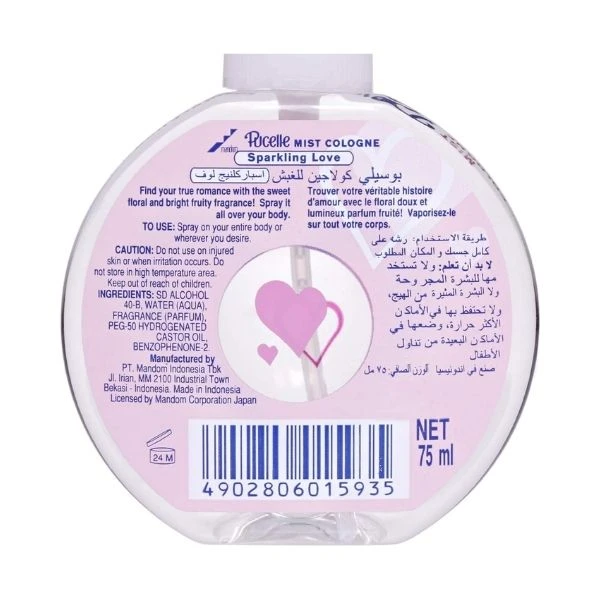 mandom
Pucelle MIST COLOGNE
Sparkling Love
بوسيلي كولاجين للغبش اسباركلنيج لوف
Find your true romance with the sweet
floral and bright fruity fragrance! Spray it
all over your body.
TO USE: Spray on your entire body or
wherever you desire.
CAUTION: Do not use on injured
skin or when irritation occurs. Do
not store in high temperature area.
Keep out of reach of children.
INGREDIENTS: SD ALCOHOL
40-B, WATER (AQUA),
FRAGRANCE (PARFUM),
PEG-50 HYDROGENATED
CASTOR OIL,
BENZOPHENONE-2
Manufactured by
PT. Mandom Indonesia Tbk
Jl. Irian, MM 2100 Industrial Town
Bekasi - Indonesia. Made in Indonesia
Licensed by Mandom Corporation Japan
Trouver votre véritable histoire
d'amour avec le floral doux et
lumineux parfum fruité! Vaporisez-le
sur tout votre corps.
طريقة الاستخدام: رشه على
كامل جسمك و المكان المطلوب
لا بد أن تعلم: ولا تستخد
مها للبشرة المجر وحة
ولا البشرة المثيرة من الهيج،
ولا تحتفظ بها في الأماكن
الأكثر حرارة، وضعها في
الأماكن البعيدة من تناول
الأطفال
صنع في اندونيسيا الوزن الصافي: ٧٥ مل
24 M
4902806015935
NET
75 ml